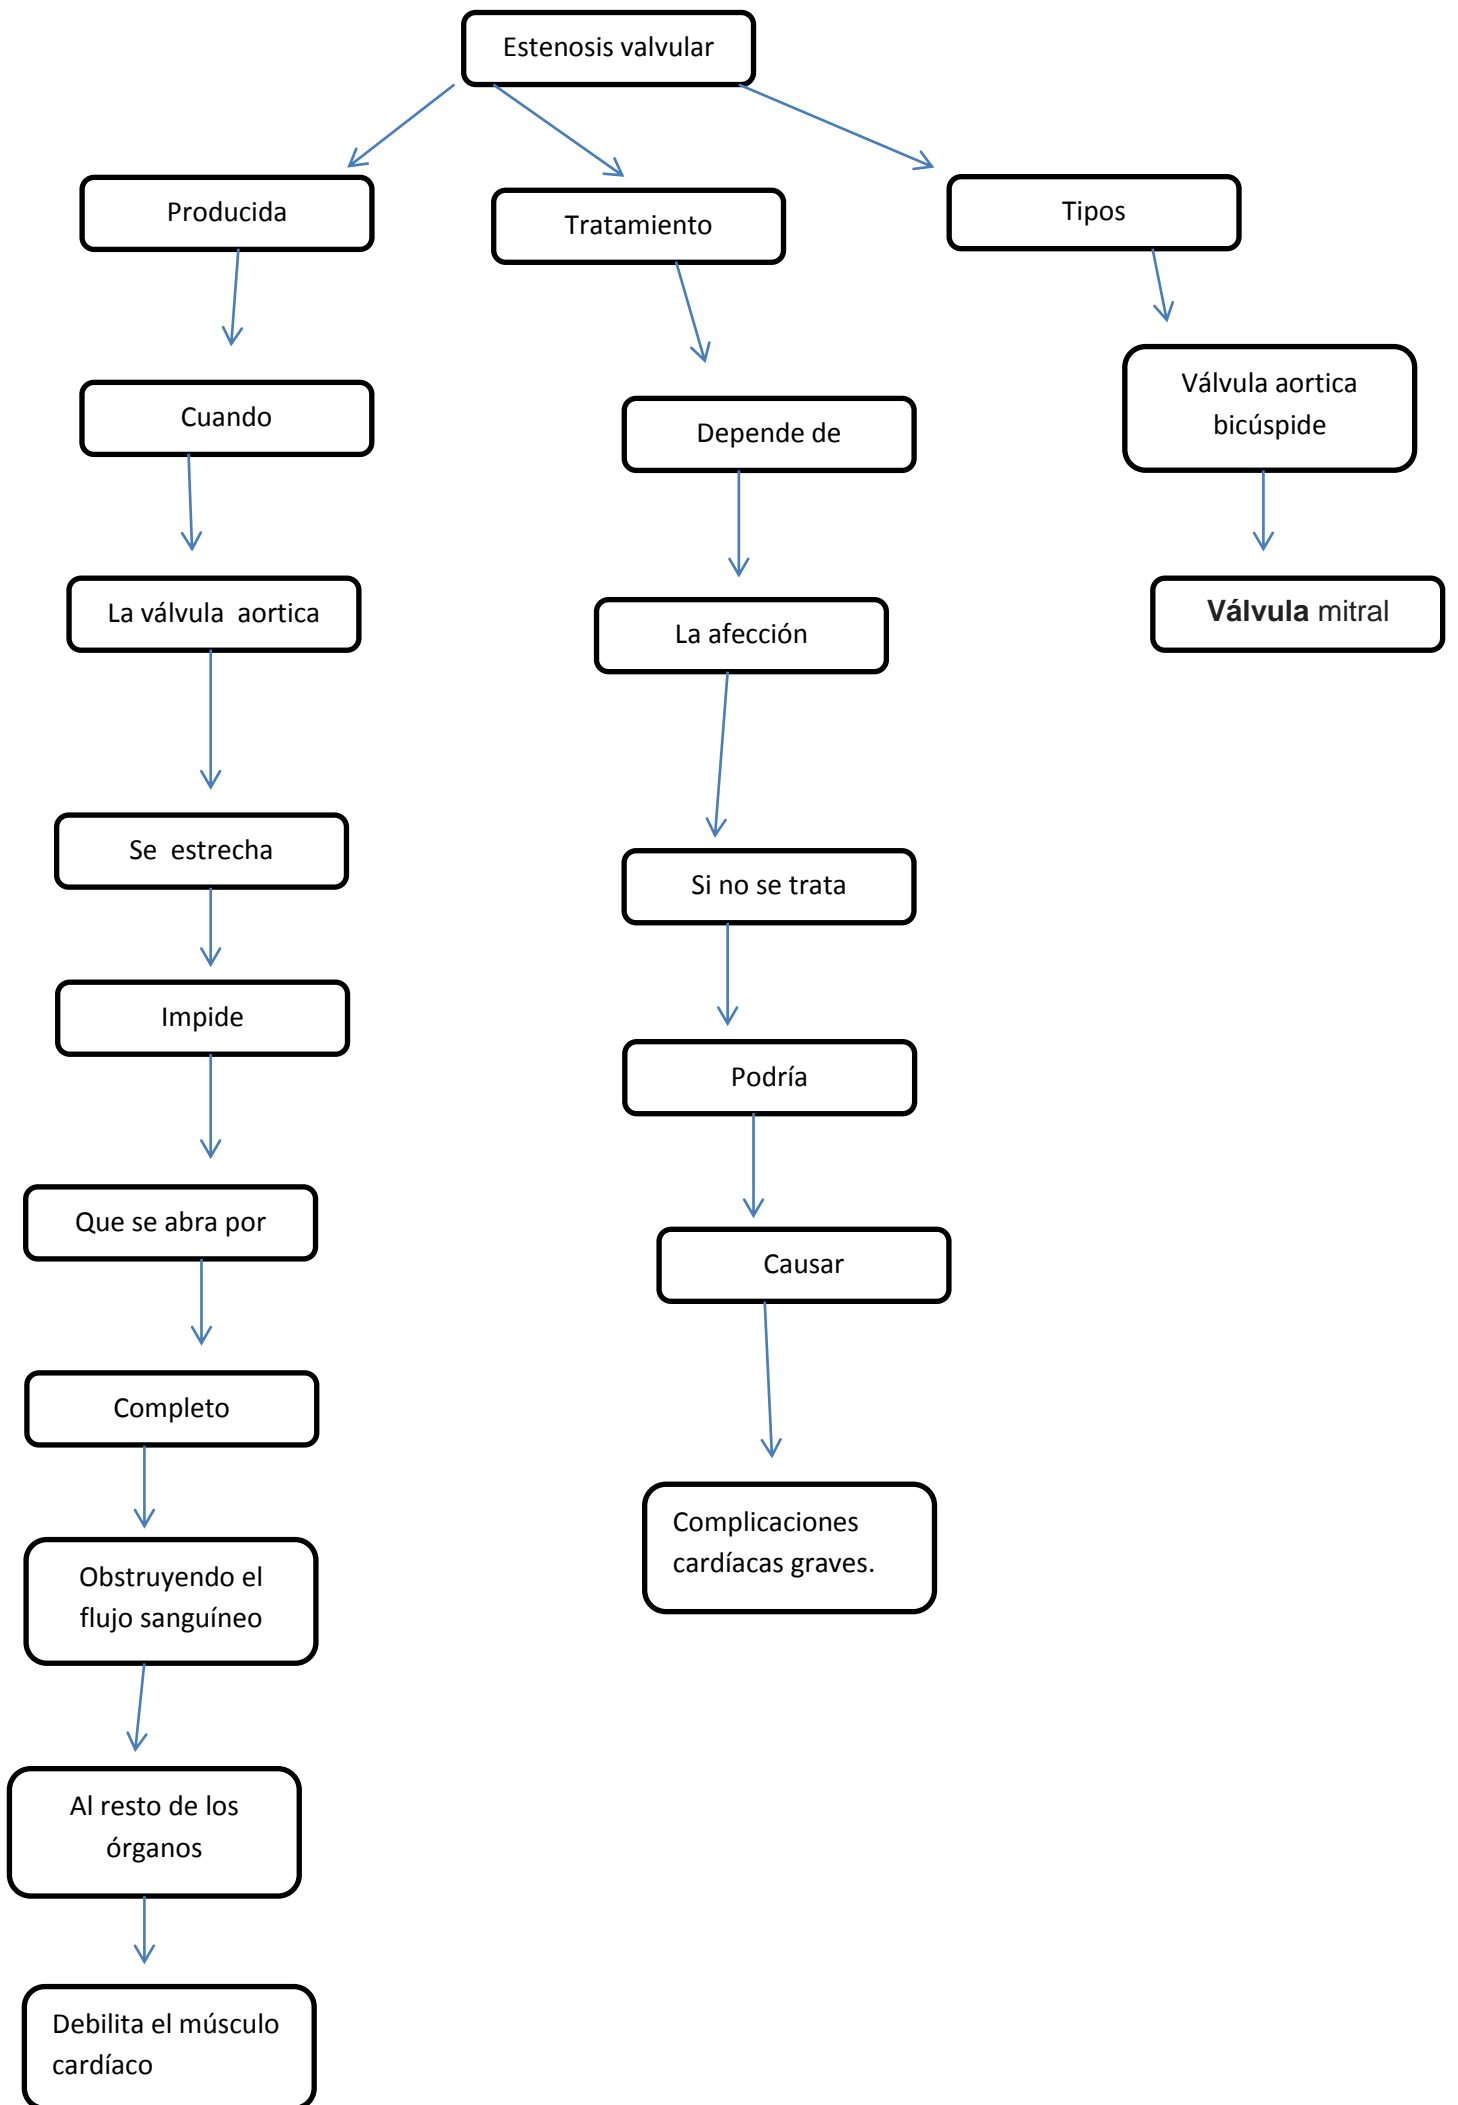 Estenosis valvular
Producida
Tratamiento
Tipos
Cuando
Depende de
Válvula aortica
bicúspide
La válvula  aortica
La afección
Válvula mitral
Se  estrecha
Si no se trata
Impide
Podría
Que se abra por
Causar
Completo
Complicaciones
cardíacas graves.
Obstruyendo el
flujo sanguíneo
Al resto de los
órganos
Debilita el músculo
cardíaco